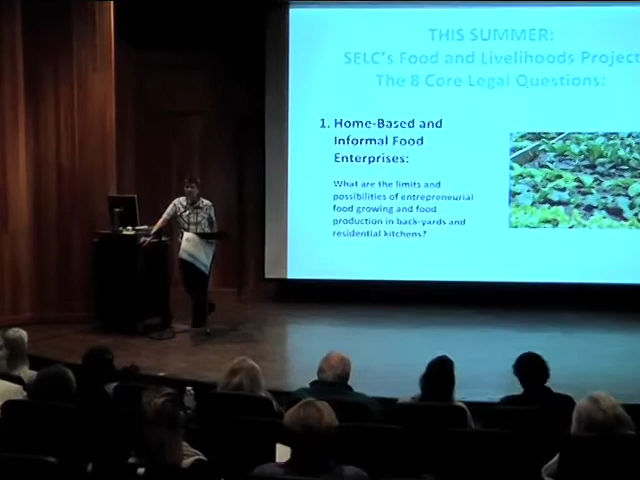 THIS SUMMER:
SELC's Food and Livelihoods Project
The 8 Core Legal Questions:
1. Home-Based and
Informal Food
Enterprises:
What are the limits and
possibilities of entrepreneurial
food growing and food
production in back-yards and
residential kitchens?